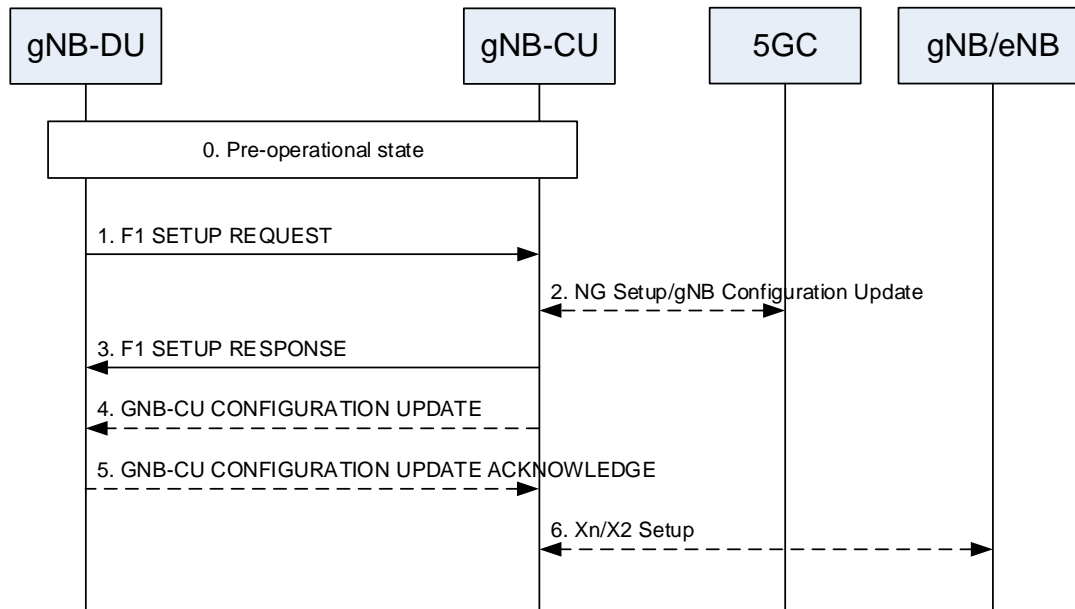 gNB-DU
gNB-CU
5GC
gNB/eNB
0. Pre-operational state
1. F1 SETUP REQUEST
2. NG Setup/gNB Configuration Update
3. F1 SETUP RESPONSE
4. GNB-CU CONFIGURATION UPDATE
5. GNB-CU CONFIGURATION UPDATE ACKNOWLEDGE
6. Xn/X2 Setup